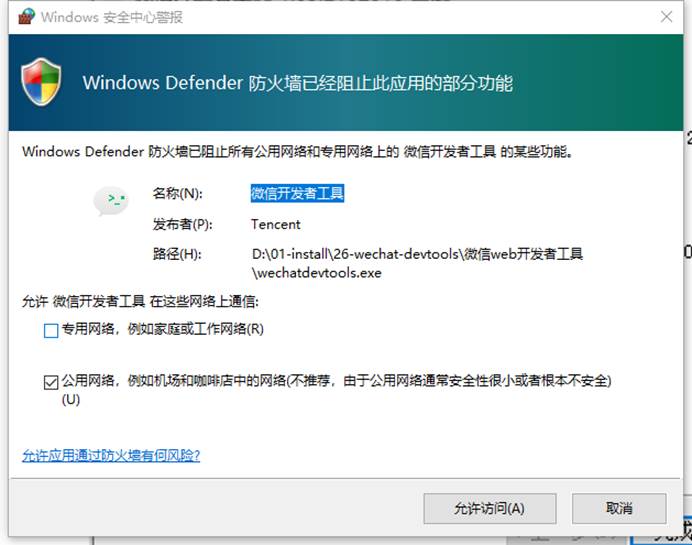 Windows 安全中心警报
Windows Defender 防火墙已经阻止此应用的部分功能
Windows Defender 防火墙已阻止所有公用网络和专用网络上的 微信开发者工具 的某些功能。
名称(N): 微信开发者工具
发布者(P): Tencent
路径(H): D:\01-install\26-wechat-devtools\微信web开发者工具
\wechatdevtools.exe
允许 微信开发者工具 在这些网络上通信:
专用网络，例如家庭或工作网络(R)
公用网络，例如机场和咖啡店中的网络(不推荐，由于公用网络通常安全性很小或者根本不安全)
(U)
允许应用通过防火墙有何风险?
允许访问(A)
取消